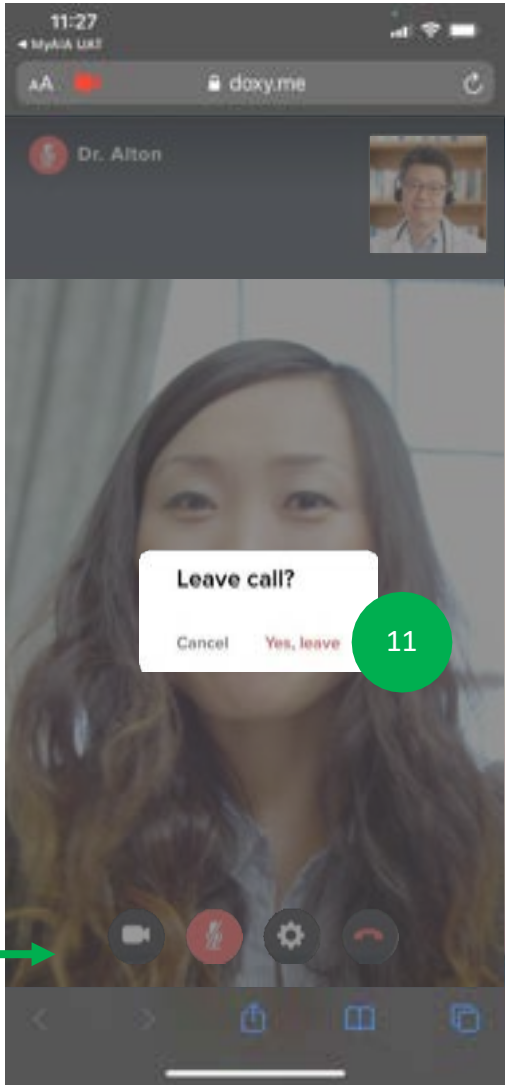 11:27
MyAIA UAT
AA
doxy.me
Dr. Alton
Leave call?
Cancel Yes, leave
11